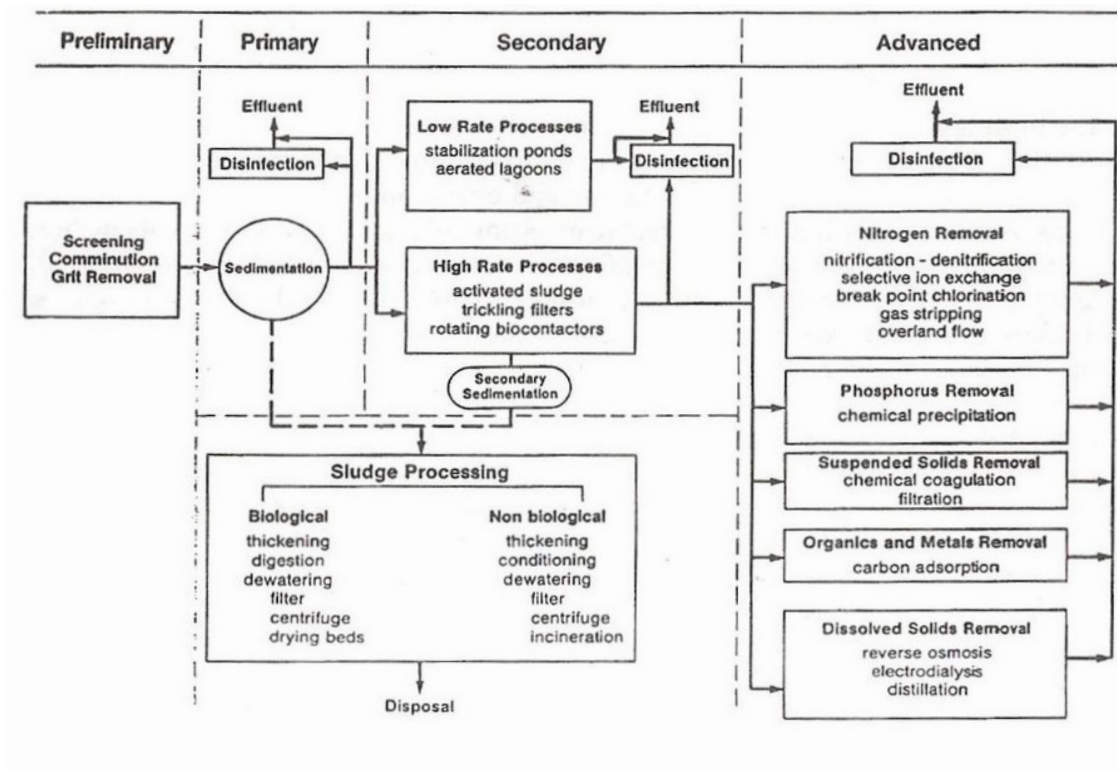 Preliminary
Primary
Secondary
Advanced
Screening
Comminution
Grit Removal
Effluent
Disinfection
Sedimentation
Low Rate Processes
stabilization ponds
aerated lagoons
High Rate Processes
activated sludge
trickling filters
rotating biocontactors
Secondary
Sedimentation
Effluent
Disinfection
Effluent
Disinfection
Nitrogen Removal
nitrification - denitrification
selective ion exchange
break point chlorination
gas stripping
overland flow
Phosphorus Removal
chemical precipitation
Suspended Solids Removal
chemical coagulation
filtration
Organics and Metals Removal
carbon adsorption
Dissolved Solids Removal
reverse osmosis
electrodialysis
distillation
Sludge Processing
Biological
thickening
digestion
dewatering
filter
centrifuge
drying beds
Non biological
thickening
conditioning
dewatering
filter
centrifuge
incineration
Disposal